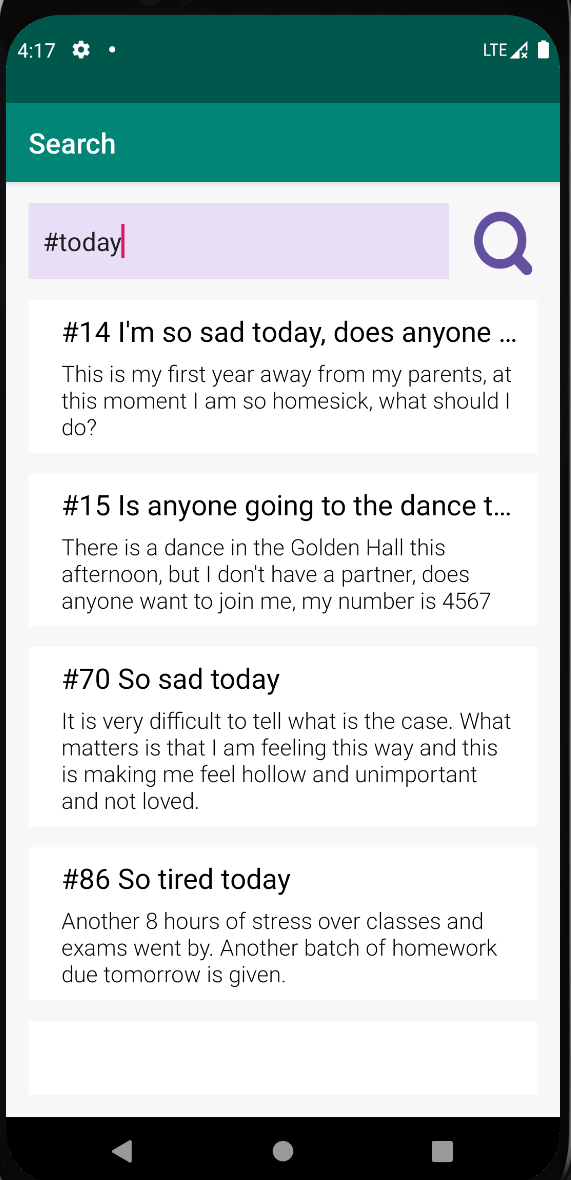 4:17
LTE
Search
#today
#14 I'm so sad today, does anyone ...
This is my first year away from my parents, at
this moment I am so homesick, what should I
do?
#15 Is anyone going to the dance t...
There is a dance in the Golden Hall this
afternoon, but I don't have a partner, does
anyone want to join me, my number is 4567
#70 So sad today
It is very difficult to tell what is the case. What
matters is that I am feeling this way and this
is making me feel hollow and unimportant
and not loved.
#86 So tired today
Another 8 hours of stress over classes and
exams went by. Another batch of homework
due tomorrow is given.